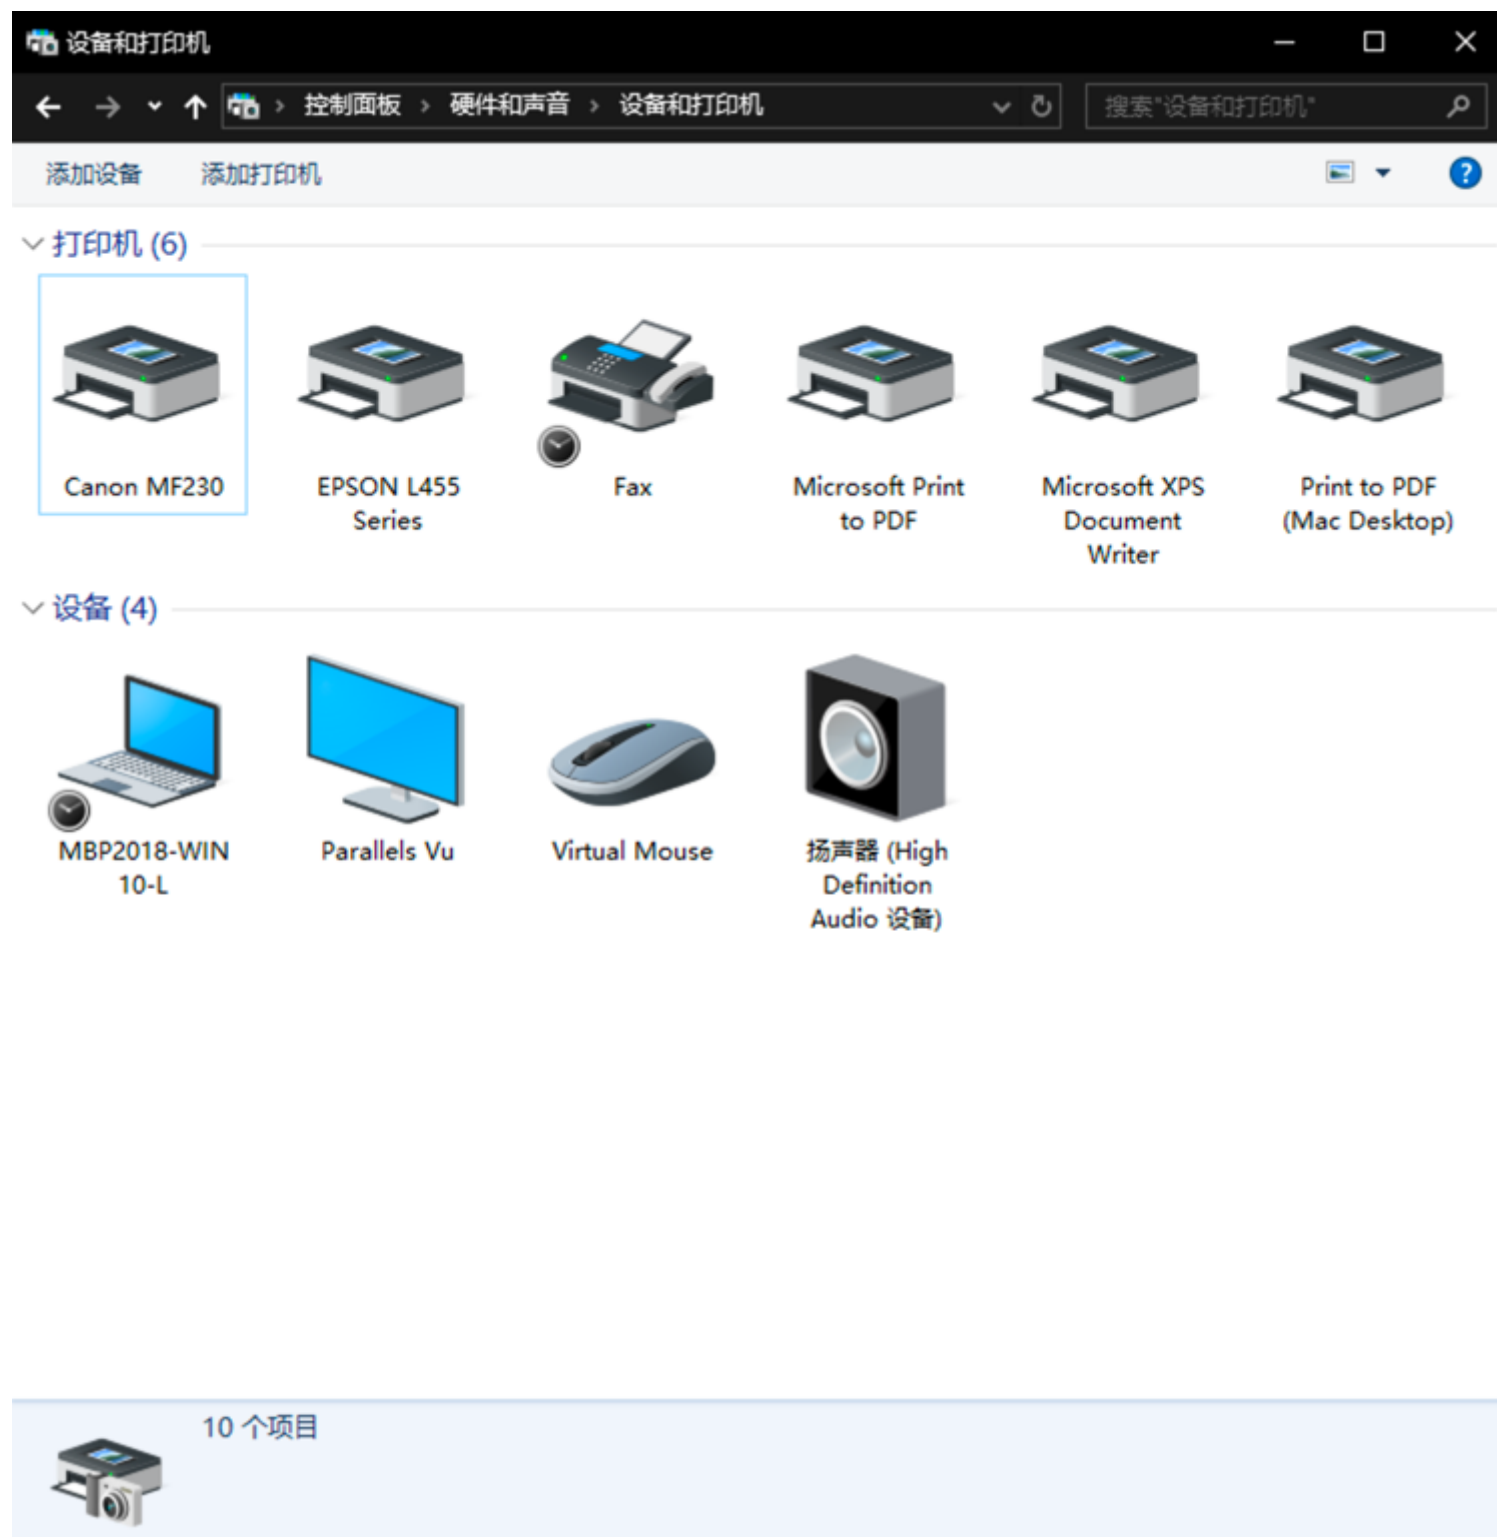 设备和打印机
控制面板 › 硬件和声音 › 设备和打印机
搜索"设备和打印机"
添加设备 添加打印机
打印机 (6)
Canon MF230
EPSON L455
Series
Fax
Microsoft Print
to PDF
Microsoft XPS
Document
Writer
Print to PDF
(Mac Desktop)
设备 (4)
MBP2018-WIN
10-L
Parallels Vu
Virtual Mouse
扬声器 (High
Definition
Audio 设备)
10 个项目